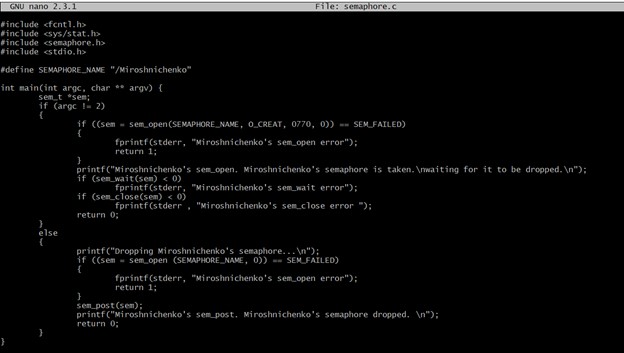 GNU nano 2.3.1 File: semaphore.c
#include <fcntl.h>
#include <sys/stat.h>
#include <semaphore.h>
#include <stdio.h>
#define SEMAPHORE_NAME "/Miroshnichenko"
int main(int argc, char ** argv) {
sem_t *sem;
if (argc != 2)
{
if ((sem = sem_open(SEMAPHORE_NAME, O_CREAT, 0770, 0)) == SEM_FAILED)
{
fprintf(stderr, "Miroshnichenko's sem_open error");
return 1;
}
printf("Miroshnichenko's sem_open. Miroshnichenko's semaphore is taken.\nwaiting for it to be dropped.\n");
if (sem_wait(sem) < 0)
fprintf(stderr, "Miroshnichenko's sem_wait error");
if (sem_close(sem) < 0)
fprintf(stderr , "Miroshnichenko's sem_close error ");
return 0;
}
else
{
printf("Dropping Miroshnichenko's semaphore...\n");
if ((sem = sem_open (SEMAPHORE_NAME, 0)) == SEM_FAILED)
{
fprintf(stderr, "Miroshnichenko's sem_open error");
return 1;
}
sem_post(sem);
printf("Miroshnichenko's sem_post. Miroshnichenko's semaphore dropped. \n");
return 0;
}
}